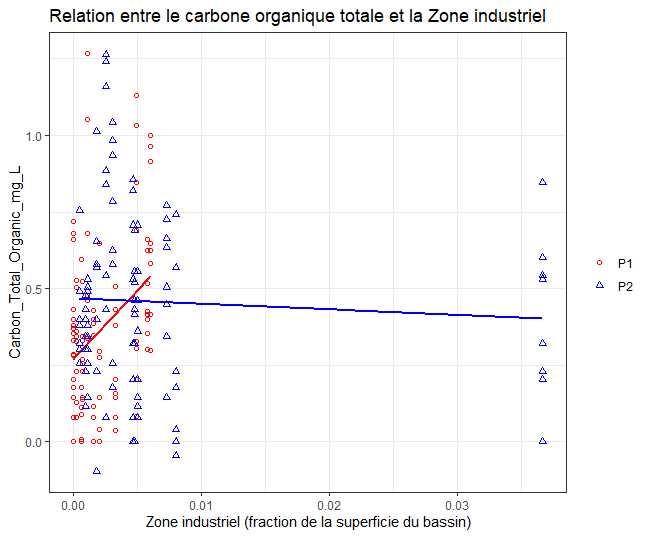 Relation entre le carbone organique totale et la Zone industriel
Carbon_Total_Organic_mg_L
1.0
0.5
0.0
0.00 0.01 0.02 0.03
Zone industriel (fraction de la superficie du bassin)
P1
P2